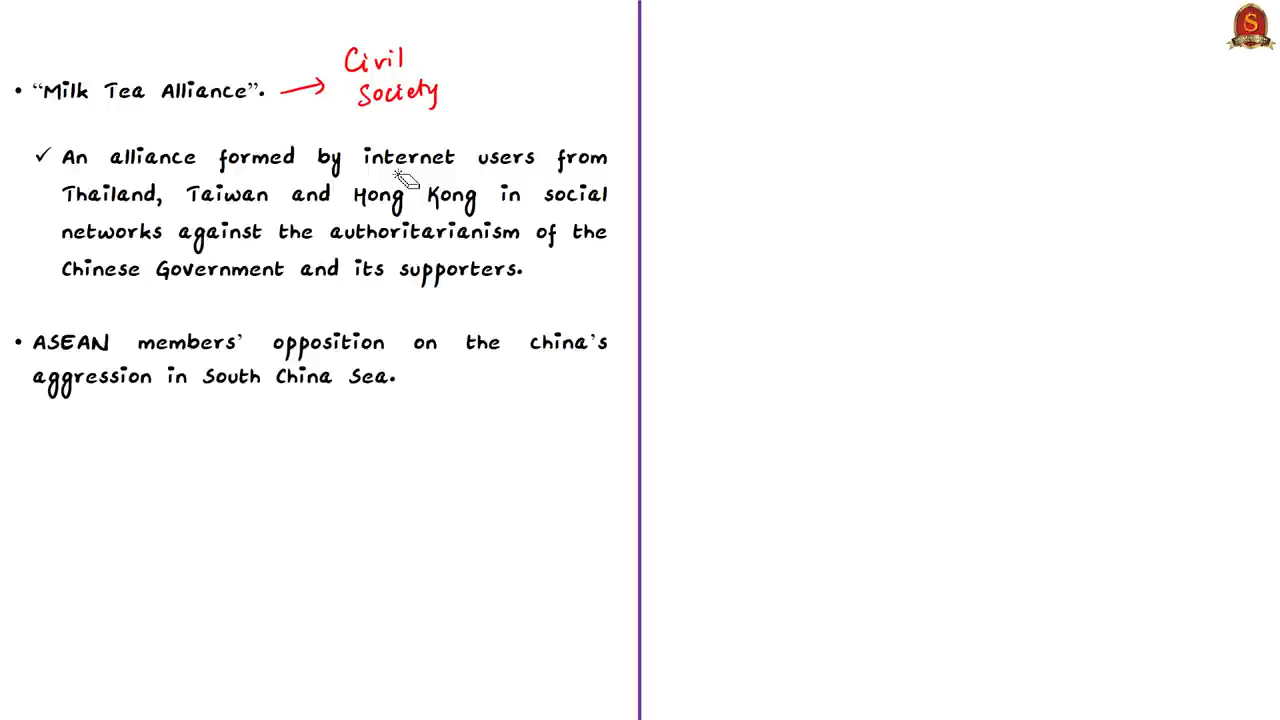 • “Milk Tea Alliance”. → Civil
Society
✓ An alliance formed by internet users from
Thailand, Taiwan and Hong Kong in social
networks against the authoritarianism of the
Chinese Government and its supporters.
• ASEAN members’ opposition on the china’s
aggression in South China Sea.
S